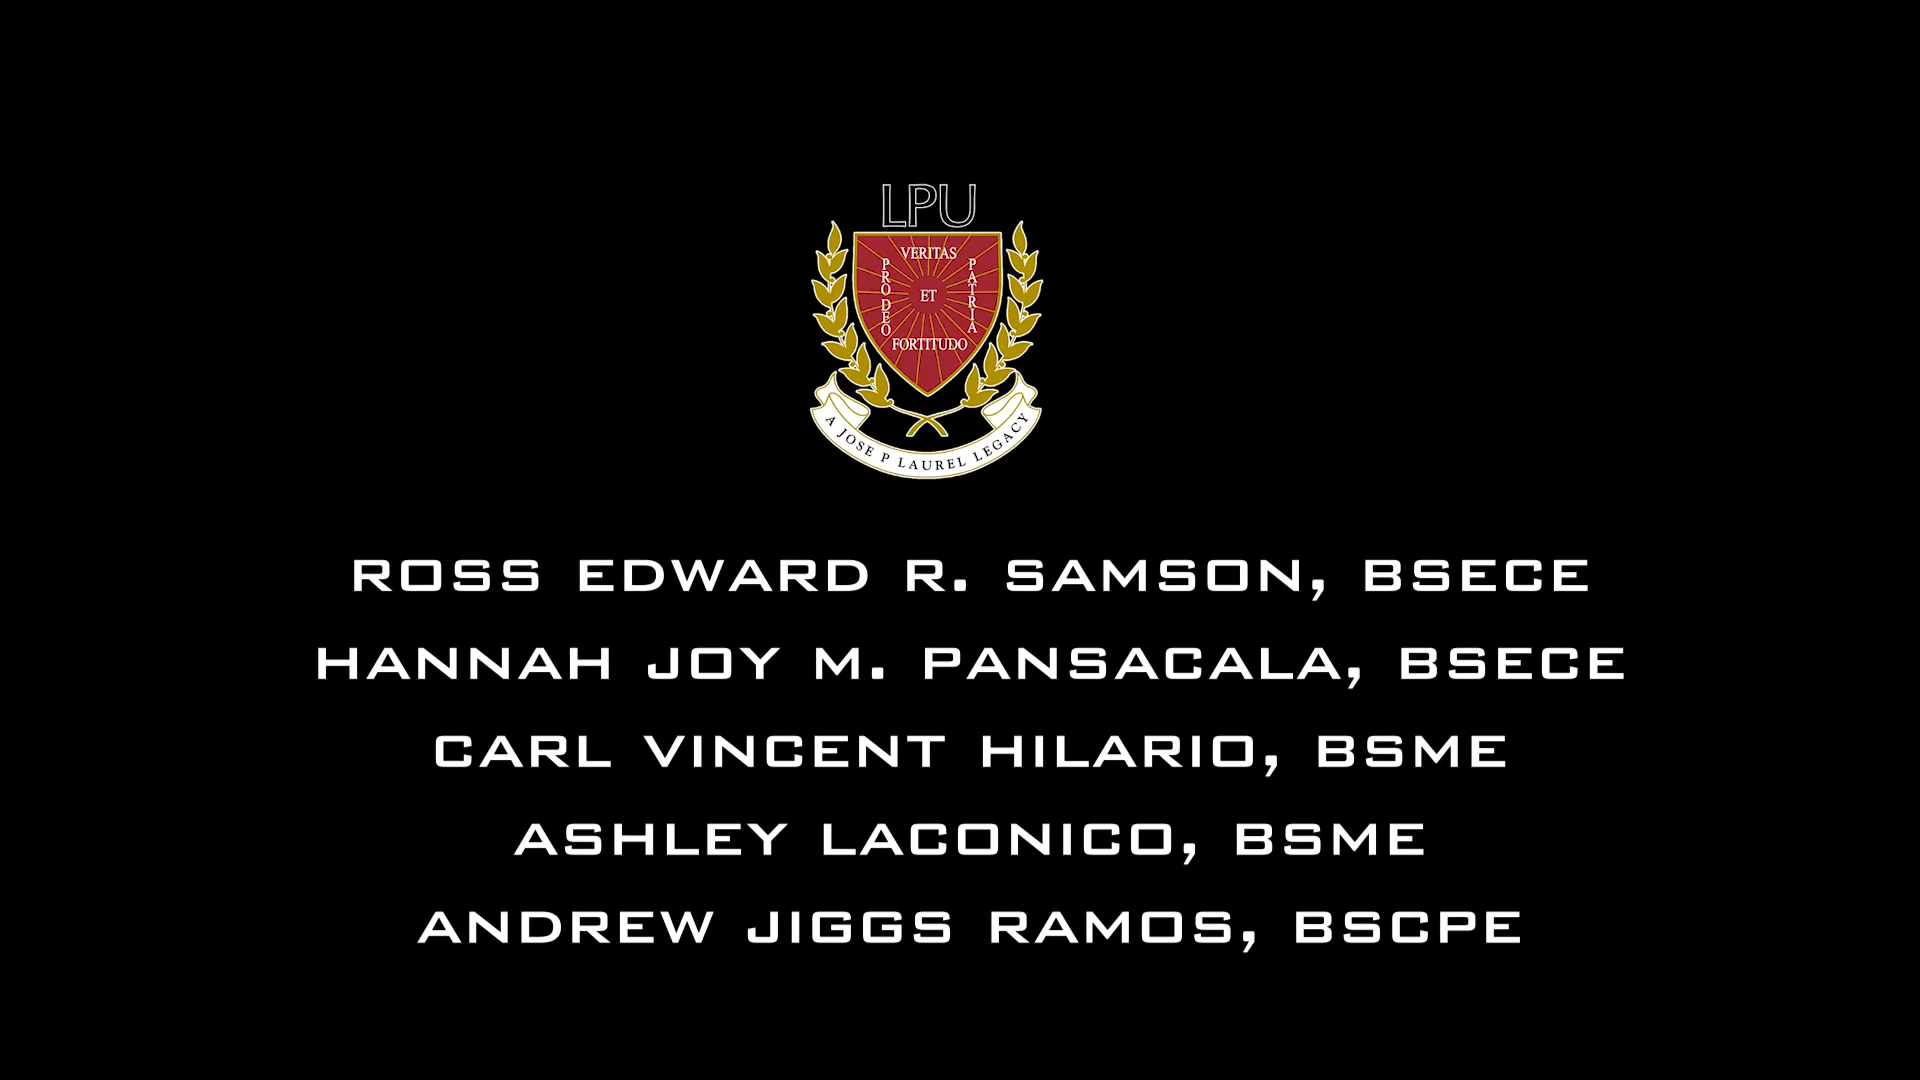 LPU
VERITAS
PRO DEO
ET
PATRIA
FORTITUDO
A JOSE P LAUREL LEGACY
ROSS EDWARD R. SAMSON, BSECE
HANNAH JOY M. PANSACALA, BSECE
CARL VINCENT HILARIO, BSME
ASHLEY LACONICO, BSME
ANDREW JIGGS RAMOS, BSCPE